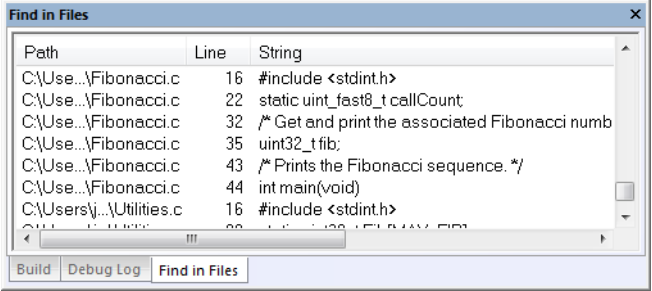 Find in Files
Path Line String
C:\Use...\Fibonacci.c 16 #include <stdint.h>
C:\Use...\Fibonacci.c 22 static uint_fast8_t callCount;
C:\Use...\Fibonacci.c 32 /* Get and print the associated Fibonacci numb
C:\Use...\Fibonacci.c 35 uint32_t fib;
C:\Use...\Fibonacci.c 43 /* Prints the Fibonacci sequence. */
C:\Use...\Fibonacci.c 44 int main(void)
C:\Users\j...\Utilities.c 16 #include <stdint.h>
Build Debug Log Find in Files